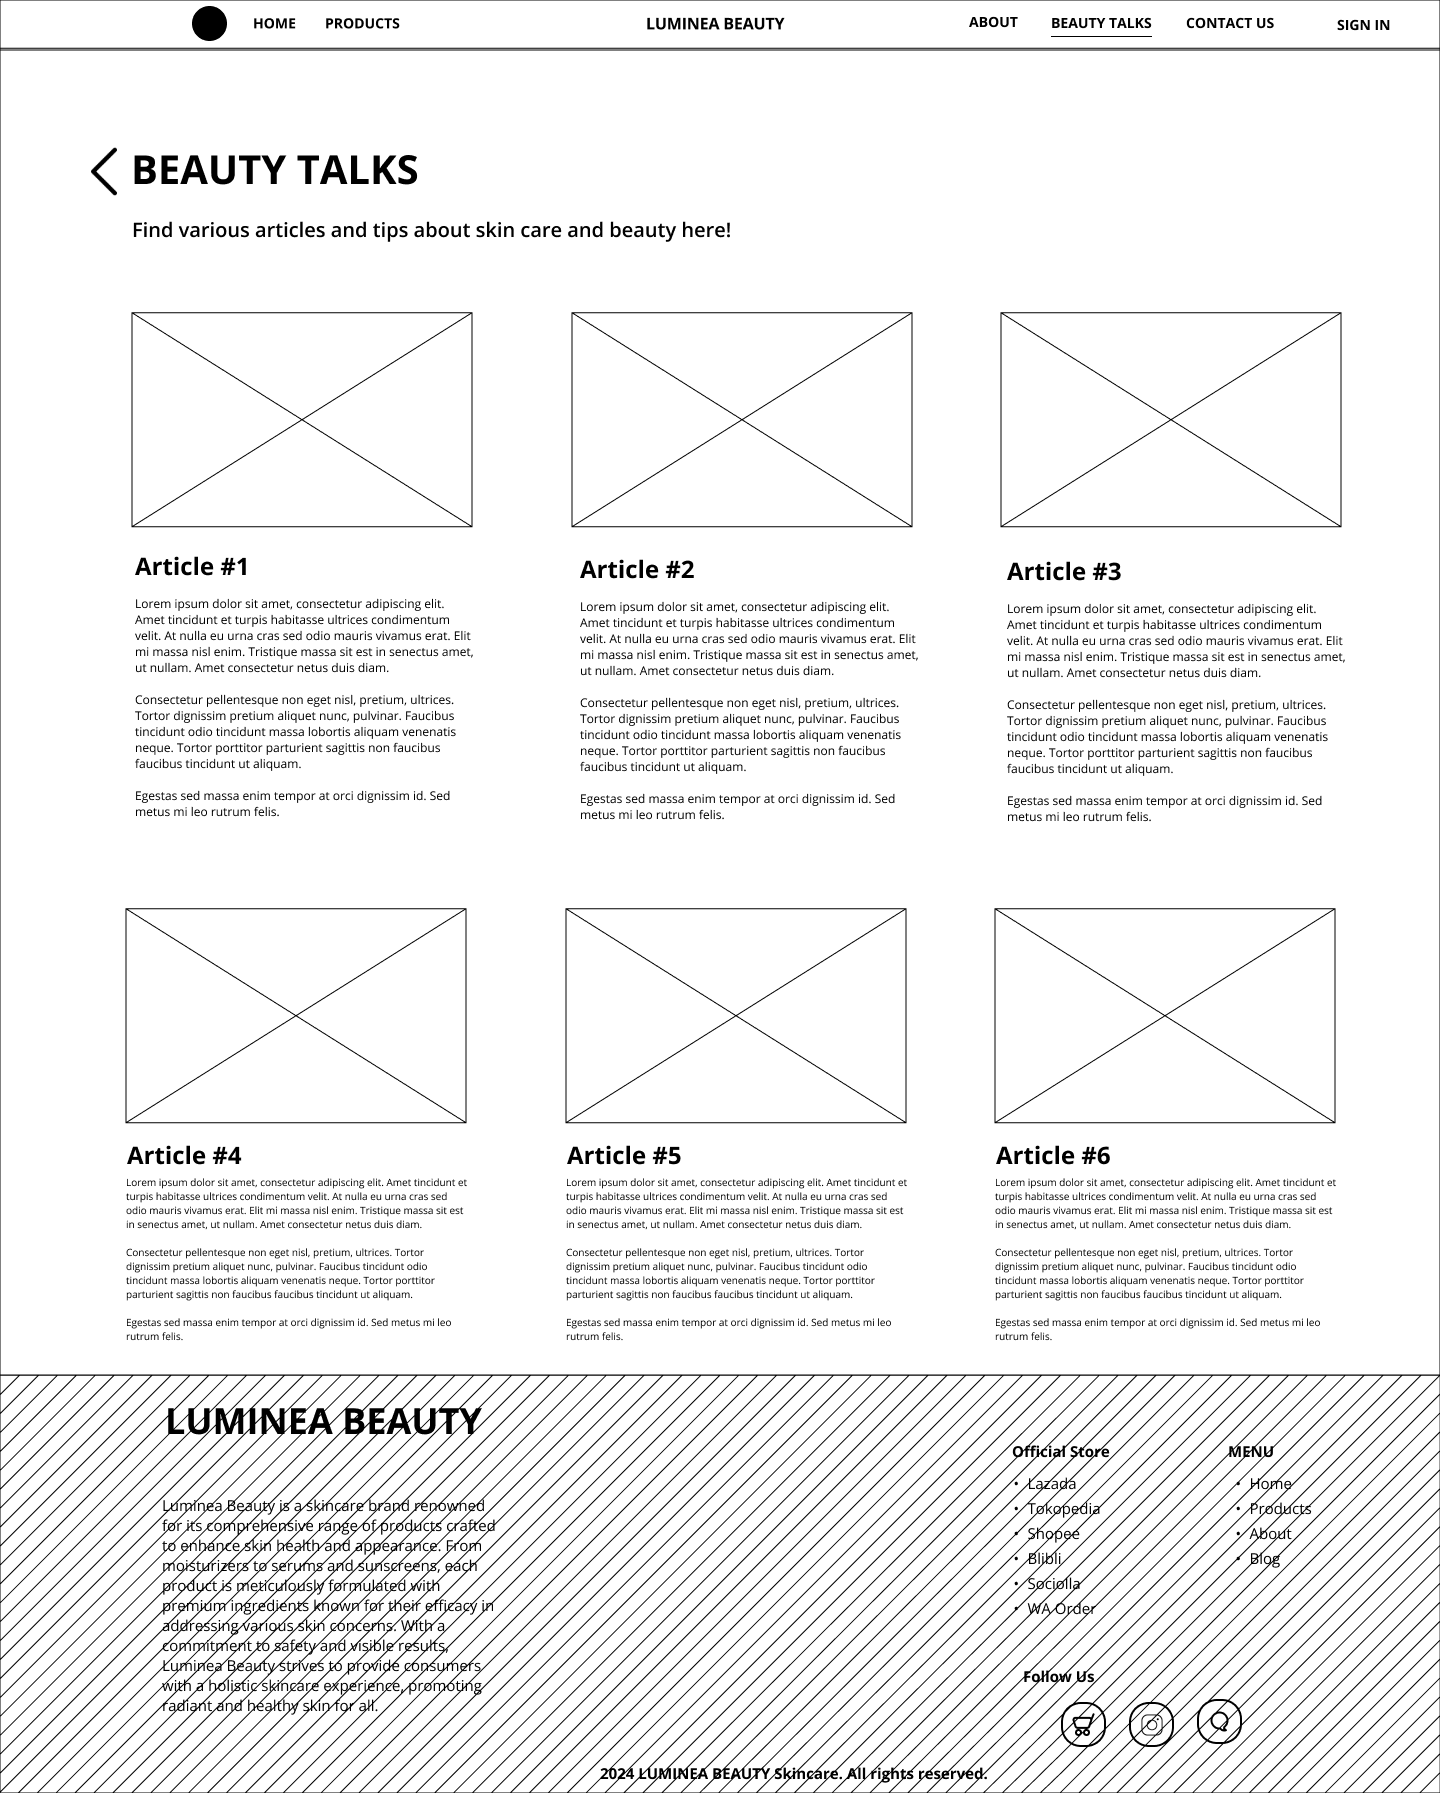 HOME
PRODUCTS
LUMINEA BEAUTY
ABOUT
BEAUTY TALKS
CONTACT US
SIGN IN
BEAUTY TALKS
Find various articles and tips about skin care and beauty here!
Article #1
Lorem ipsum dolor sit amet, consectetur adipiscing elit.
Amet tincidunt et turpis habitasse ultrices condimentum
velit. At nulla eu urna cras sed odio mauris vivamus erat. Elit
mi massa nisl enim. Tristique massa sit est in senectus amet,
ut nullam. Amet consectetur netus duis diam.
Consectetur pellentesque non eget nisl, pretium, ultrices.
Tortor dignissim pretium aliquet nunc, pulvinar. Faucibus
tincidunt odio tincidunt massa lobortis aliquam venenatis
neque. Tortor porttitor parturient sagittis non faucibus
faucibus tincidunt ut aliquam.
Egestas sed massa enim tempor at orci dignissim id. Sed
metus mi leo rutrum felis.
Article #2
Lorem ipsum dolor sit amet, consectetur adipiscing elit.
Amet tincidunt et turpis habitasse ultrices condimentum
velit. At nulla eu urna cras sed odio mauris vivamus erat. Elit
mi massa nisl enim. Tristique massa sit est in senectus amet,
ut nullam. Amet consectetur netus duis diam.
Consectetur pellentesque non eget nisl, pretium, ultrices.
Tortor dignissim pretium aliquet nunc, pulvinar. Faucibus
tincidunt odio tincidunt massa lobortis aliquam venenatis
neque. Tortor porttitor parturient sagittis non faucibus
faucibus tincidunt ut aliquam.
Egestas sed massa enim tempor at orci dignissim id. Sed
metus mi leo rutrum felis.
Article #3
Lorem ipsum dolor sit amet, consectetur adipiscing elit.
Amet tincidunt et turpis habitasse ultrices condimentum
velit. At nulla eu urna cras sed odio mauris vivamus erat. Elit
mi massa nisl enim. Tristique massa sit est in senectus amet,
ut nullam. Amet consectetur netus duis diam.
Consectetur pellentesque non eget nisl, pretium, ultrices.
Tortor dignissim pretium aliquet nunc, pulvinar. Faucibus
tincidunt odio tincidunt massa lobortis aliquam venenatis
neque. Tortor porttitor parturient sagittis non faucibus
faucibus tincidunt ut aliquam.
Egestas sed massa enim tempor at orci dignissim id. Sed
metus mi leo rutrum felis.
Article #4
Lorem ipsum dolor sit amet, consectetur adipiscing elit. Amet tincidunt et
turpis habitasse ultrices condimentum velit. At nulla eu urna cras sed
odio mauris vivamus erat. Elit mi massa nisl enim. Tristique massa sit est
in senectus amet, ut nullam. Amet consectetur netus duis diam.
Consectetur pellentesque non eget nisl, pretium, ultrices. Tortor
dignissim pretium aliquet nunc, pulvinar. Faucibus tincidunt odio
tincidunt massa lobortis aliquam venenatis neque. Tortor porttitor
parturient sagittis non faucibus faucibus tincidunt ut aliquam.
Egestas sed massa enim tempor at orci dignissim id. Sed metus mi leo
rutrum felis.
Article #5
Lorem ipsum dolor sit amet, consectetur adipiscing elit. Amet tincidunt et
turpis habitasse ultrices condimentum velit. At nulla eu urna cras sed
odio mauris vivamus erat. Elit mi massa nisl enim. Tristique massa sit est
in senectus amet, ut nullam. Amet consectetur netus duis diam.
Consectetur pellentesque non eget nisl, pretium, ultrices. Tortor
dignissim pretium aliquet nunc, pulvinar. Faucibus tincidunt odio
tincidunt massa lobortis aliquam venenatis neque. Tortor porttitor
parturient sagittis non faucibus faucibus tincidunt ut aliquam.
Egestas sed massa enim tempor at orci dignissim id. Sed metus mi leo
rutrum felis.
Article #6
Lorem ipsum dolor sit amet, consectetur adipiscing elit. Amet tincidunt et
turpis habitasse ultrices condimentum velit. At nulla eu urna cras sed
odio mauris vivamus erat. Elit mi massa nisl enim. Tristique massa sit est
in senectus amet, ut nullam. Amet consectetur netus duis diam.
Consectetur pellentesque non eget nisl, pretium, ultrices. Tortor
dignissim pretium aliquet nunc, pulvinar. Faucibus tincidunt odio
tincidunt massa lobortis aliquam venenatis neque. Tortor porttitor
parturient sagittis non faucibus faucibus tincidunt ut aliquam.
Egestas sed massa enim tempor at orci dignissim id. Sed metus mi leo
rutrum felis.
LUMINEA BEAUTY
Luminea Beauty is a skincare brand renowned
for its comprehensive range of products crafted
to enhance skin health and appearance. From
moisturizers to serums and sunscreens, each
product is meticulously formulated with
premium ingredients known for their efficacy in
addressing various skin concerns. With a
commitment to safety and visible results,
Luminea Beauty strives to provide consumers
with a holistic skincare experience, promoting
radiant and healthy skin for all.
Official Store
• Lazada
• Tokopedia
• Shopee
• Blibli
• Sociolla
• WA Order
MENU
• Home
• Products
• About
• Blog
Follow Us
2024 LUMINEA BEAUTY Skincare. All rights reserved.